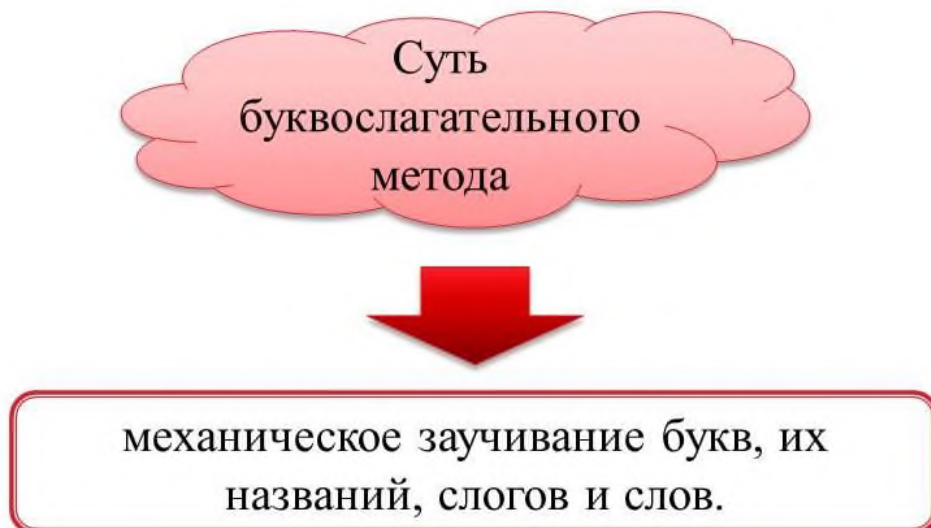 Суть
буквослагательного
метода
механическое заучивание букв, их
названий, слогов и слов.